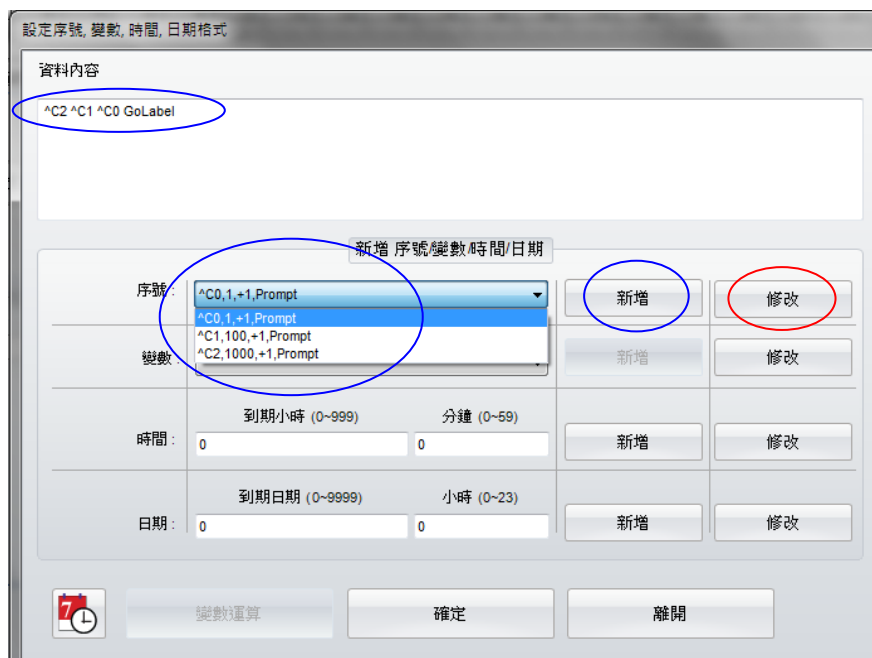 設定序號, 變數, 時間, 日期格式
資料內容
^C2 ^C1 ^C0 GoLabel
新增 序號/變數/時間/日期
序號 : ^C0,1,+1,Prompt 新增 修改
^C0,1,+1,Prompt
^C1,100,+1,Prompt
^C2,1000,+1,Prompt
變數 : 新增 修改
到期小時 (0~999) 分鐘 (0~59)
時間 : 0 0 新增 修改
到期日期 (0~9999) 小時 (0~23)
日期 : 0 0 新增 修改
7 變數運算 確定 離開